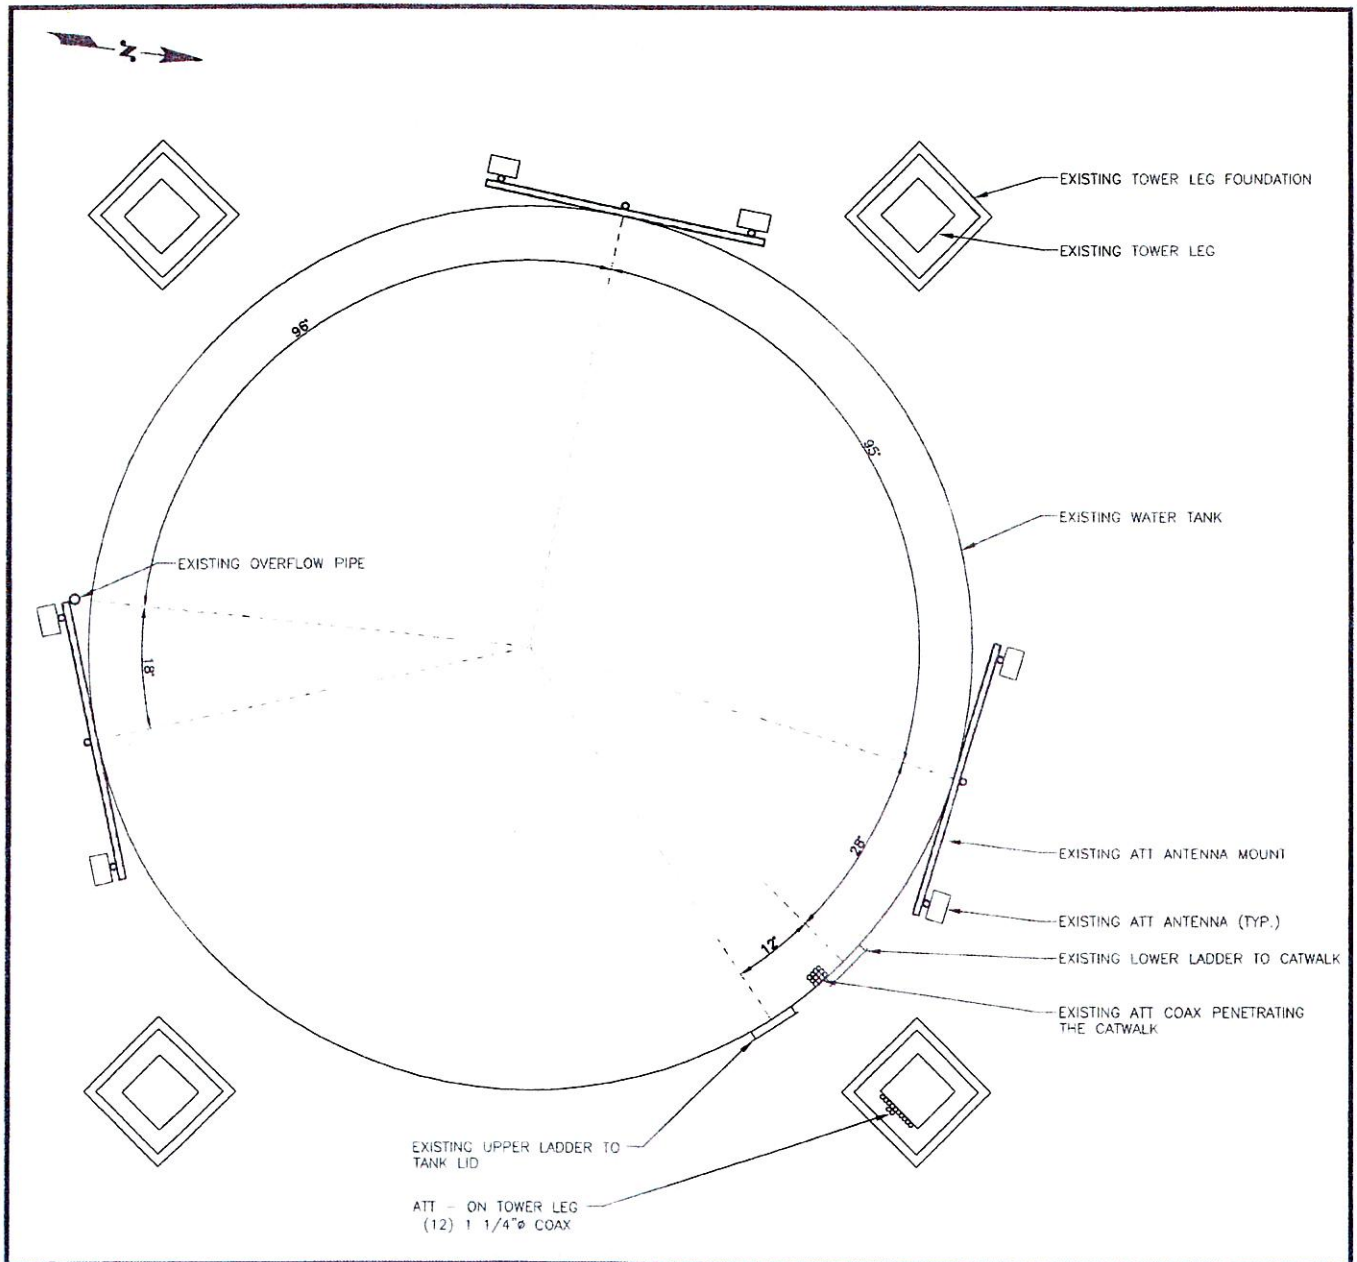 N
EXISTING TOWER LEG FOUNDATION
EXISTING TOWER LEG
96°
95°
EXISTING WATER TANK
EXISTING OVERFLOW PIPE
18°
28°
EXISTING ATT ANTENNA MOUNT
EXISTING ATT ANTENNA (TYP.)
12°
EXISTING LOWER LADDER TO CATWALK
EXISTING ATT COAX PENETRATING
THE CATWALK
EXISTING UPPER LADDER TO
TANK LID
ATT - ON TOWER LEG
(12) 1 1/4"ø COAX